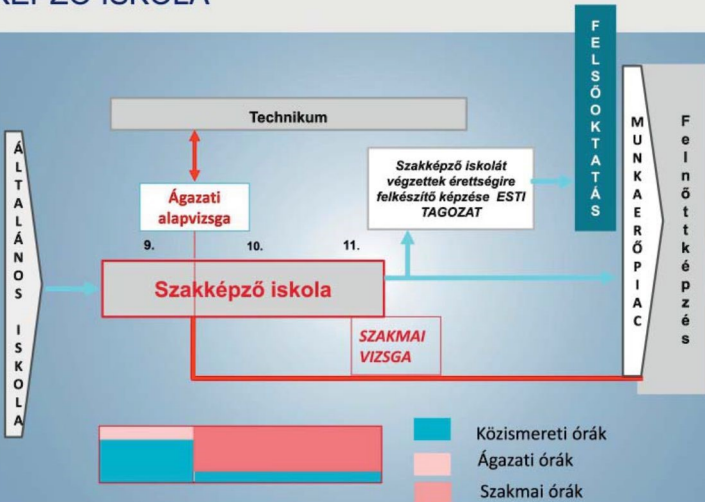 ISKOLA
FELSŐOKTATÁS
MUNKAERŐPIAC
Felnőttképzés
ÁLTALÁNOS ISKOLA
Technikum
Ágazati
alapvizsga
Szakképző iskolát
végzettek érettségire
felkészítő képzése ESTI
TAGOZAT
9. 10. 11.
Szakképző iskola
SZAKMAI
VIZSGA
Közismereti órák
Ágazati órák
Szakmai órák